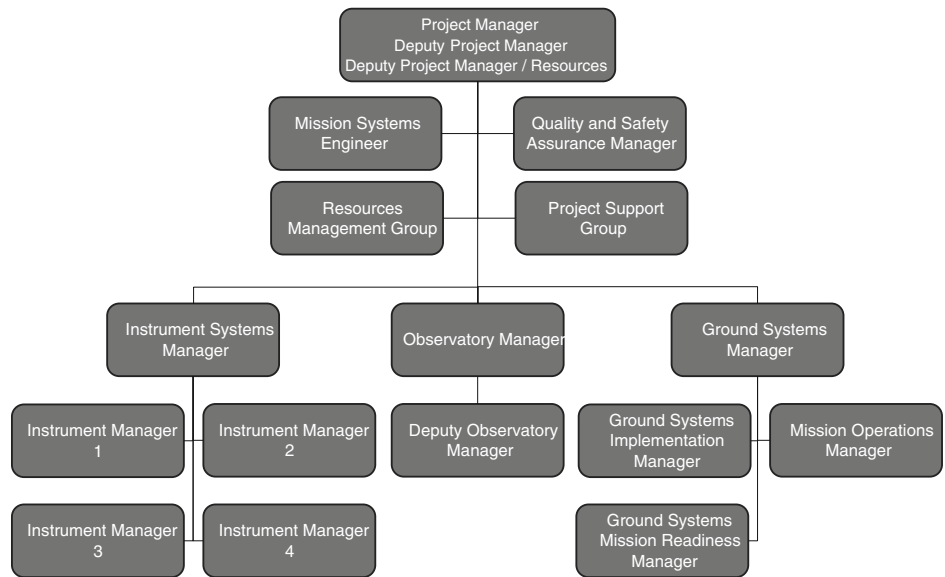 Project Manager
Deputy Project Manager
Deputy Project Manager / Resources
Mission Systems
Engineer
Quality and Safety
Assurance Manager
Resources
Management Group
Project Support
Group
Instrument Systems
Manager
Observatory Manager
Ground Systems
Manager
Instrument Manager
1
Instrument Manager
2
Deputy Observatory
Manager
Ground Systems
Implementation
Manager
Mission Operations
Manager
Instrument Manager
3
Instrument Manager
4
Ground Systems
Mission Readiness
Manager